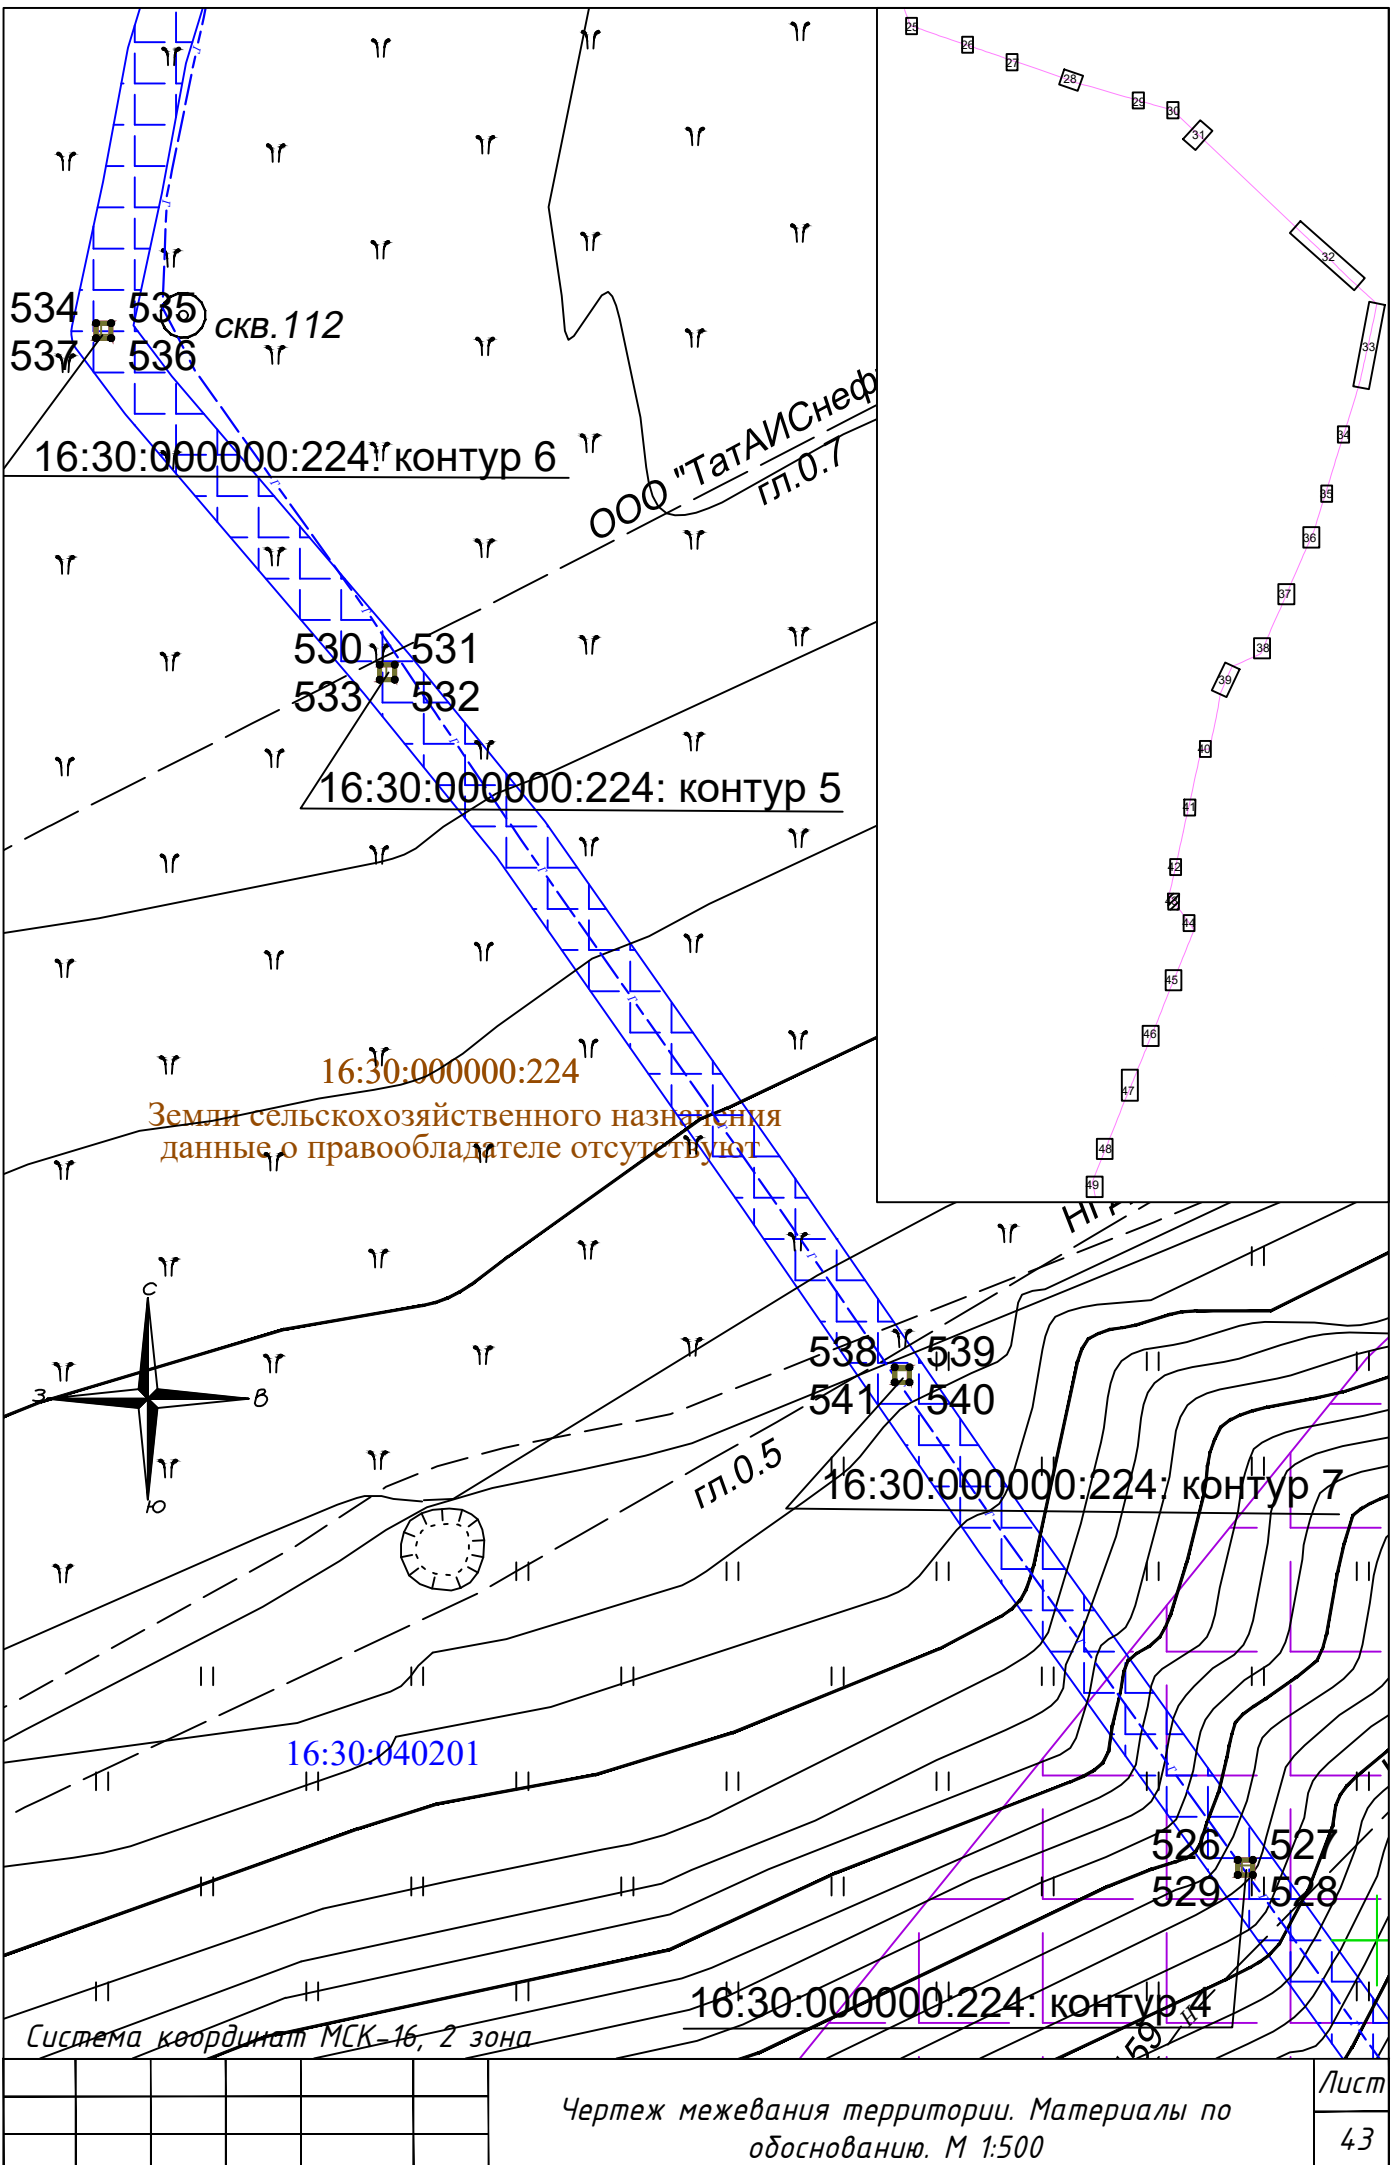 25
26
27
28
29
30
31
32
33
34
35
36
37
38
39
40
41
42
44
45
46
47
48
49
534 535
537 536
скв.112
16:30:000000:224: контур 6
ООО "ТатАИСнеф
гл.0.7
530 531
533 532
16:30:000000:224: контур 5
16:30:000000:224
Земли сельскохозяйственного назначения
данные о правообладателе отсутствуют
С
З
В
Ю
538 539
541 540
гл.0.5
16:30:000000:224: контур 7
16:30:040201
526 527
529 528
16:30:000000:224: контур 4
59
Система координат МСК-16, 2 зона
Чертеж межевания территории. Материалы по
обоснованию. М 1:500
Лист
43